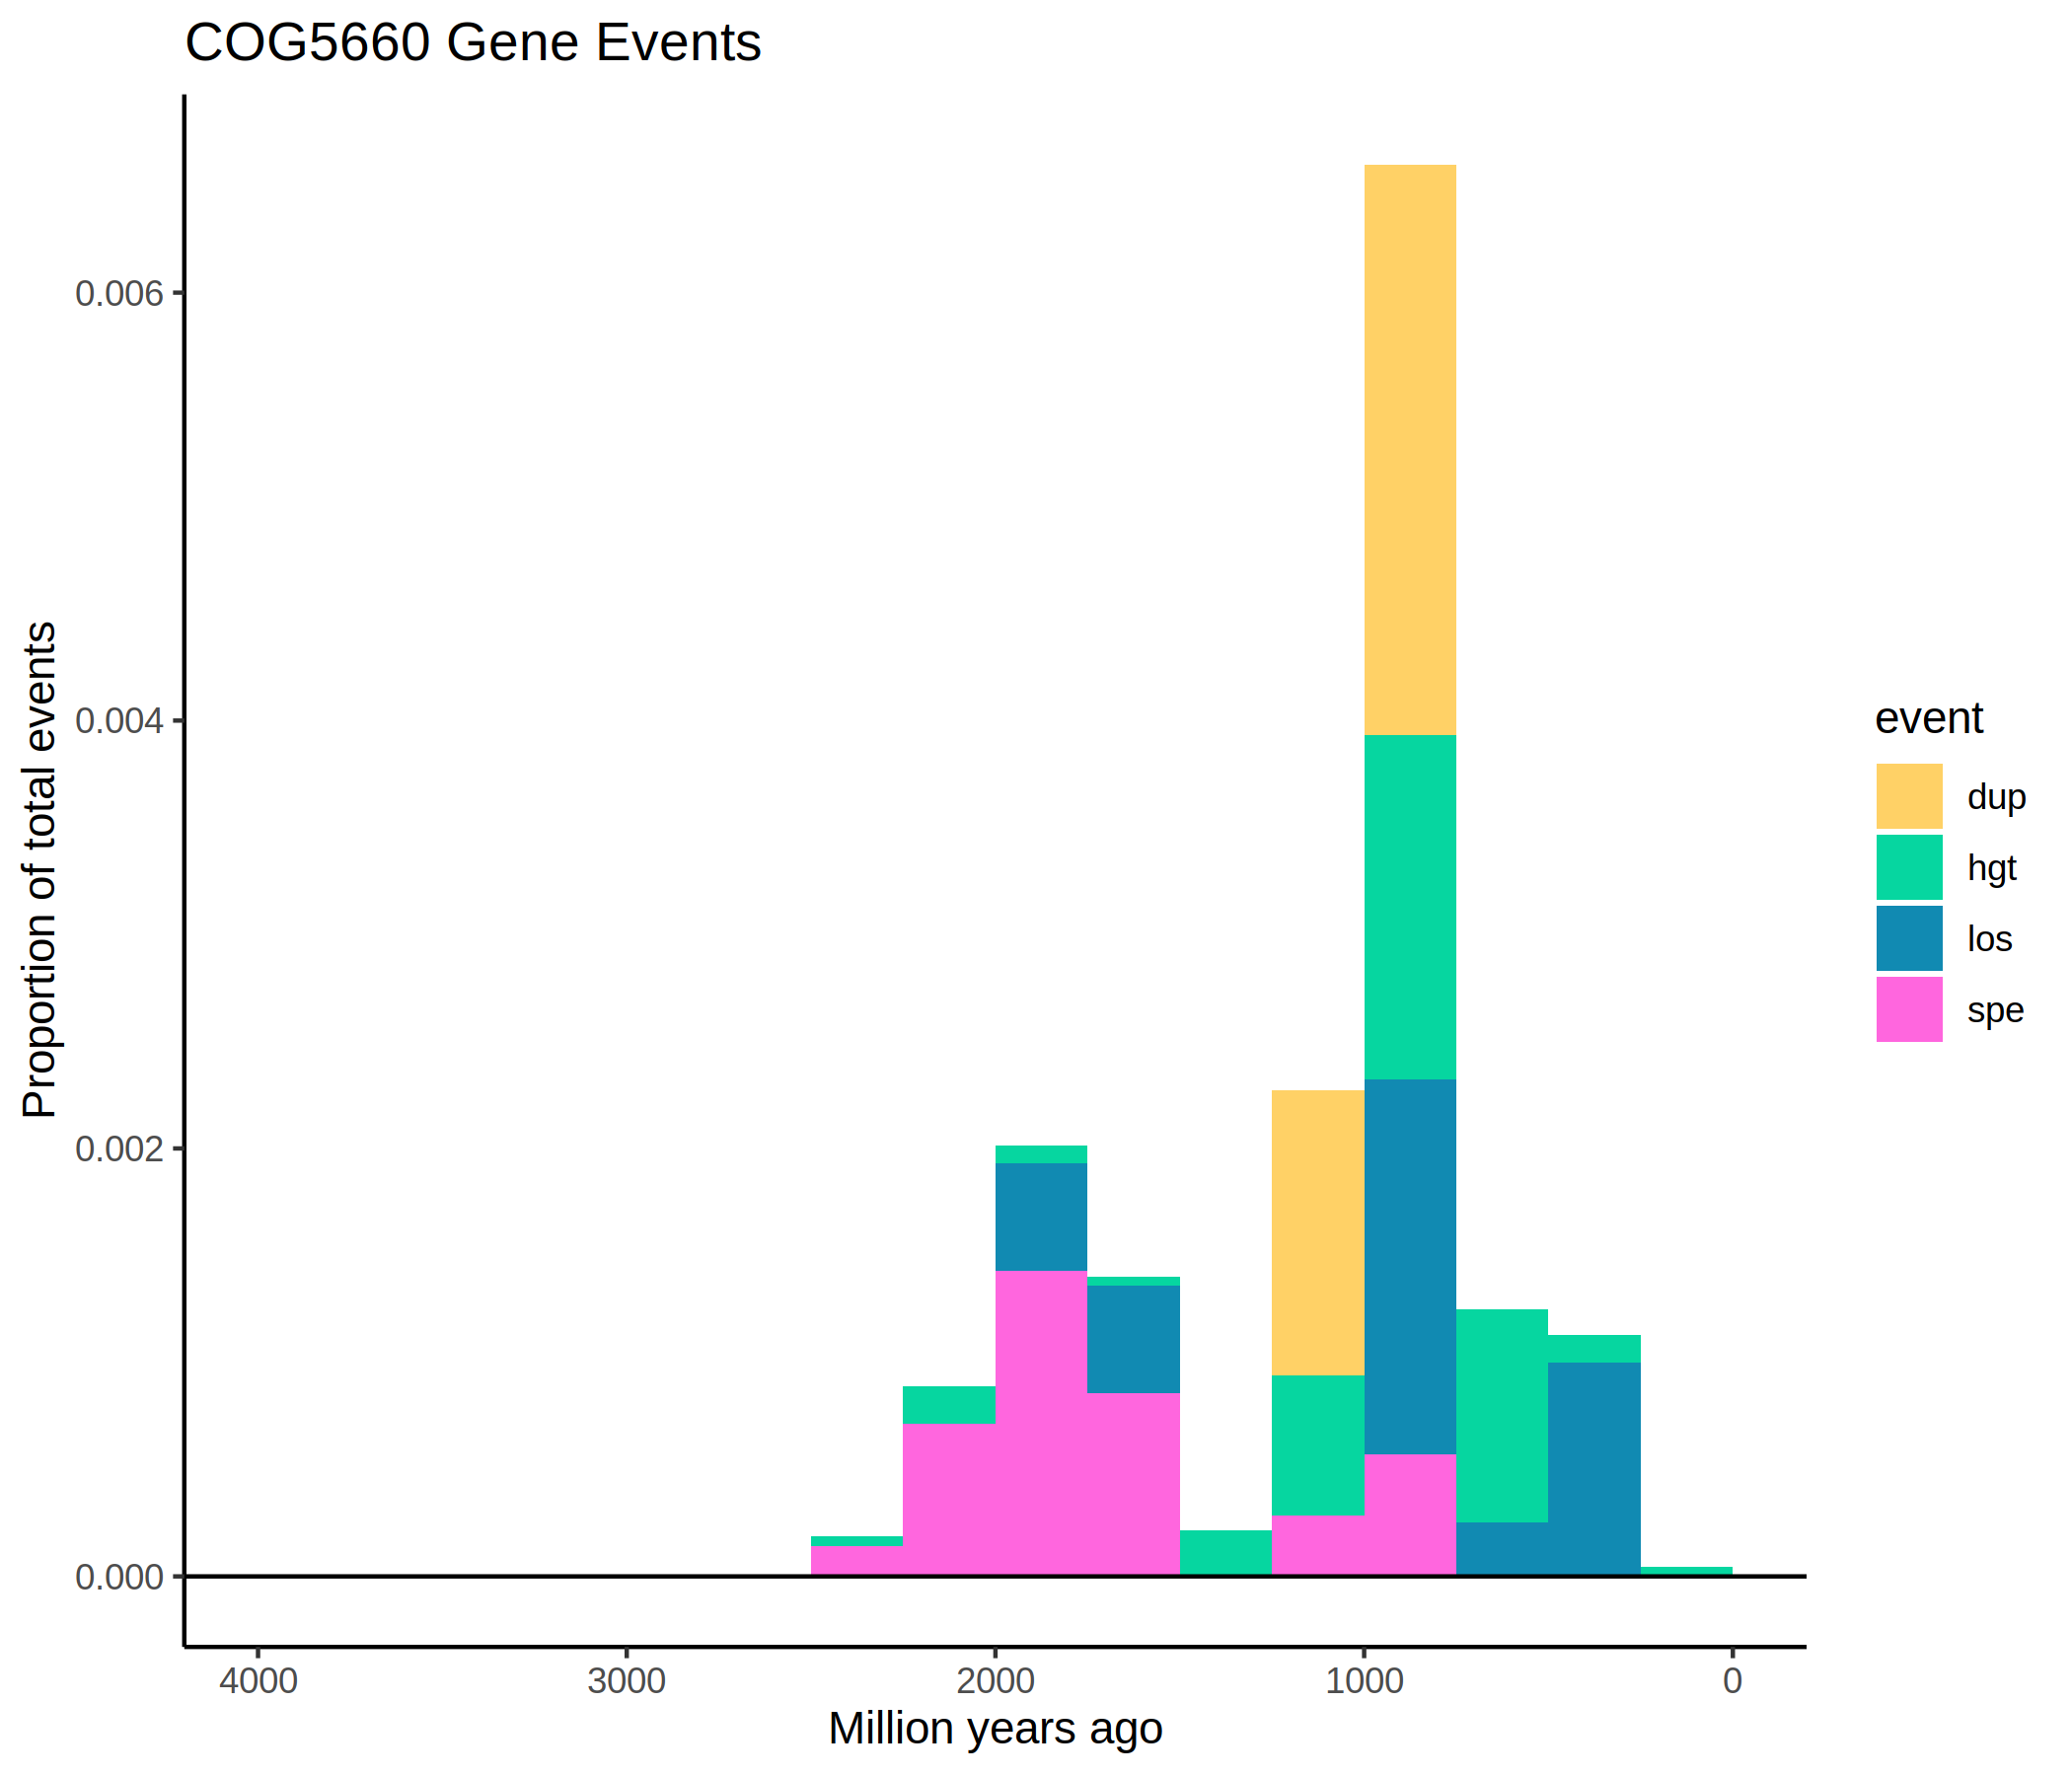 COG5660 Gene Events
Proportion of total events
0.006
0.004
0.002
0.000
4000 3000 2000 1000 0
Million years ago
event
dup
hgt
los
spe